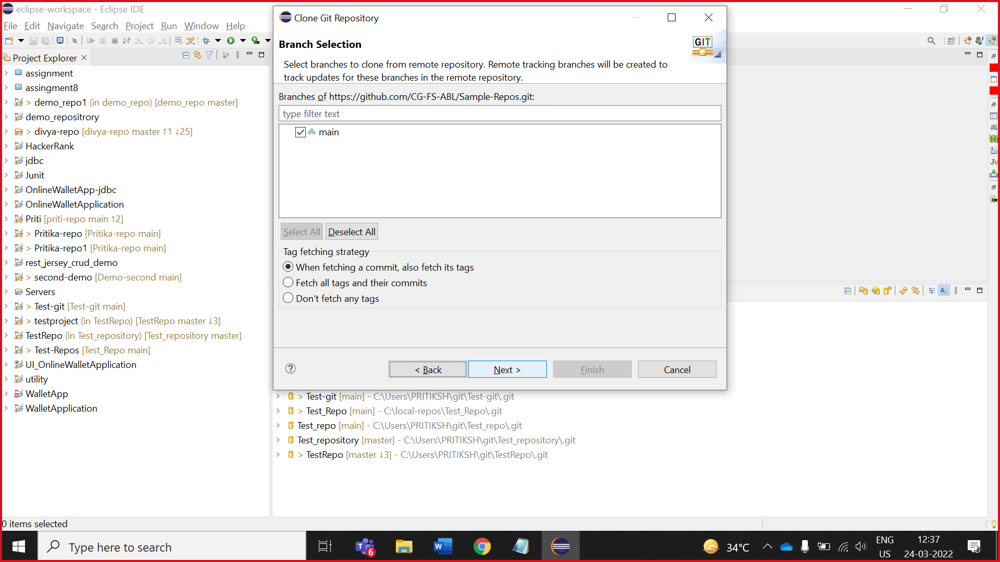 eclipse-workspace - Eclipse IDE
File Edit Navigate Search Project Run Window Help
Project Explorer
assignment
assingment8
> demo_repo1 (in demo_repo) [demo_repo master]
demo_repositrory
> divya-repo [divya-repo master ↑1 ↓25]
HackerRank
jdbc
Junit
OnlineWalletApp-jdbc
OnlineWalletApplication
Priti [priti-repo main ↑2]
> Pritika-repo [Pritika-repo main]
> Pritika-repo1 [Pritika-repo main]
rest_jersey_crud_demo
> second-demo [Demo-second main]
Servers
> Test-git [Test-git main]
> testproject (in TestRepo) [TestRepo master ↓3]
TestRepo (in Test_repository) [Test_repository master]
> Test-Repos [Test_Repo main]
UI_OnlineWalletApplication
utility
WalletApp
WalletApplication
Clone Git Repository
Branch Selection
GIT
Select branches to clone from remote repository. Remote tracking branches will be created to
track updates for these branches in the remote repository.
Branches of https://github.com/CG-FS-ABL/Sample-Repos.git:
type filter text
main
Select All Deselect All
Tag fetching strategy
When fetching a commit, also fetch its tags
Fetch all tags and their commits
Don't fetch any tags
< Back Next > Finish Cancel
> Test-git [main] - C:\Users\PRITIKSH\git\Test-git\.git
> Test_Repo [main] - C:\local-repos\Test_Repo\.git
Test_repo [main] - C:\Users\PRITIKSH\git\Test_repo\.git
Test_repository [master] - C:\Users\PRITIKSH\git\Test_repository\.git
> TestRepo [master ↓3] - C:\Users\PRITIKSH\git\TestRepo\.git
Ju
0 items selected
Type here to search
6
34°C
ENG
US
12:37
24-03-2022